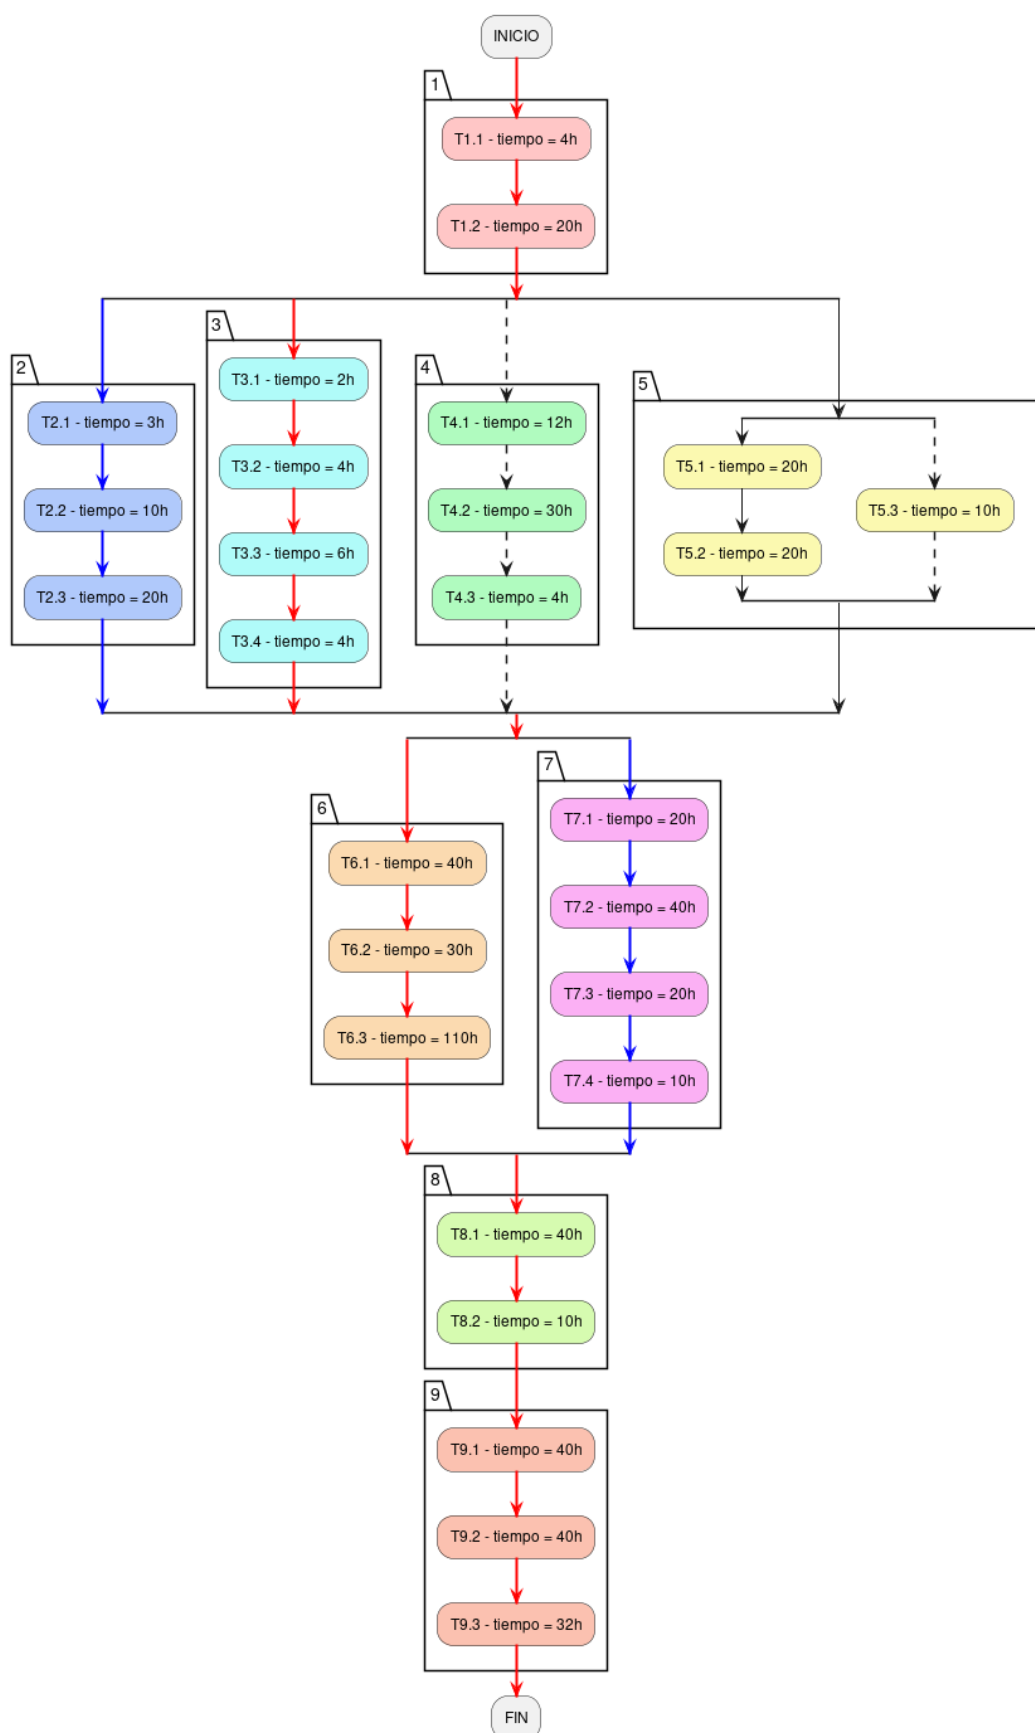 INICIO
1
T1.1 - tiempo = 4h
T1.2 - tiempo = 20h
2
T2.1 - tiempo = 3h
T2.2 - tiempo = 10h
T2.3 - tiempo = 20h
3
T3.1 - tiempo = 2h
T3.2 - tiempo = 4h
T3.3 - tiempo = 6h
T3.4 - tiempo = 4h
4
T4.1 - tiempo = 12h
T4.2 - tiempo = 30h
T4.3 - tiempo = 4h
5
T5.1 - tiempo = 20h
T5.2 - tiempo = 20h
T5.3 - tiempo = 10h
6
T6.1 - tiempo = 40h
T6.2 - tiempo = 30h
T6.3 - tiempo = 110h
7
T7.1 - tiempo = 20h
T7.2 - tiempo = 40h
T7.3 - tiempo = 20h
T7.4 - tiempo = 10h
8
T8.1 - tiempo = 40h
T8.2 - tiempo = 10h
9
T9.1 - tiempo = 40h
T9.2 - tiempo = 40h
T9.3 - tiempo = 32h
FIN